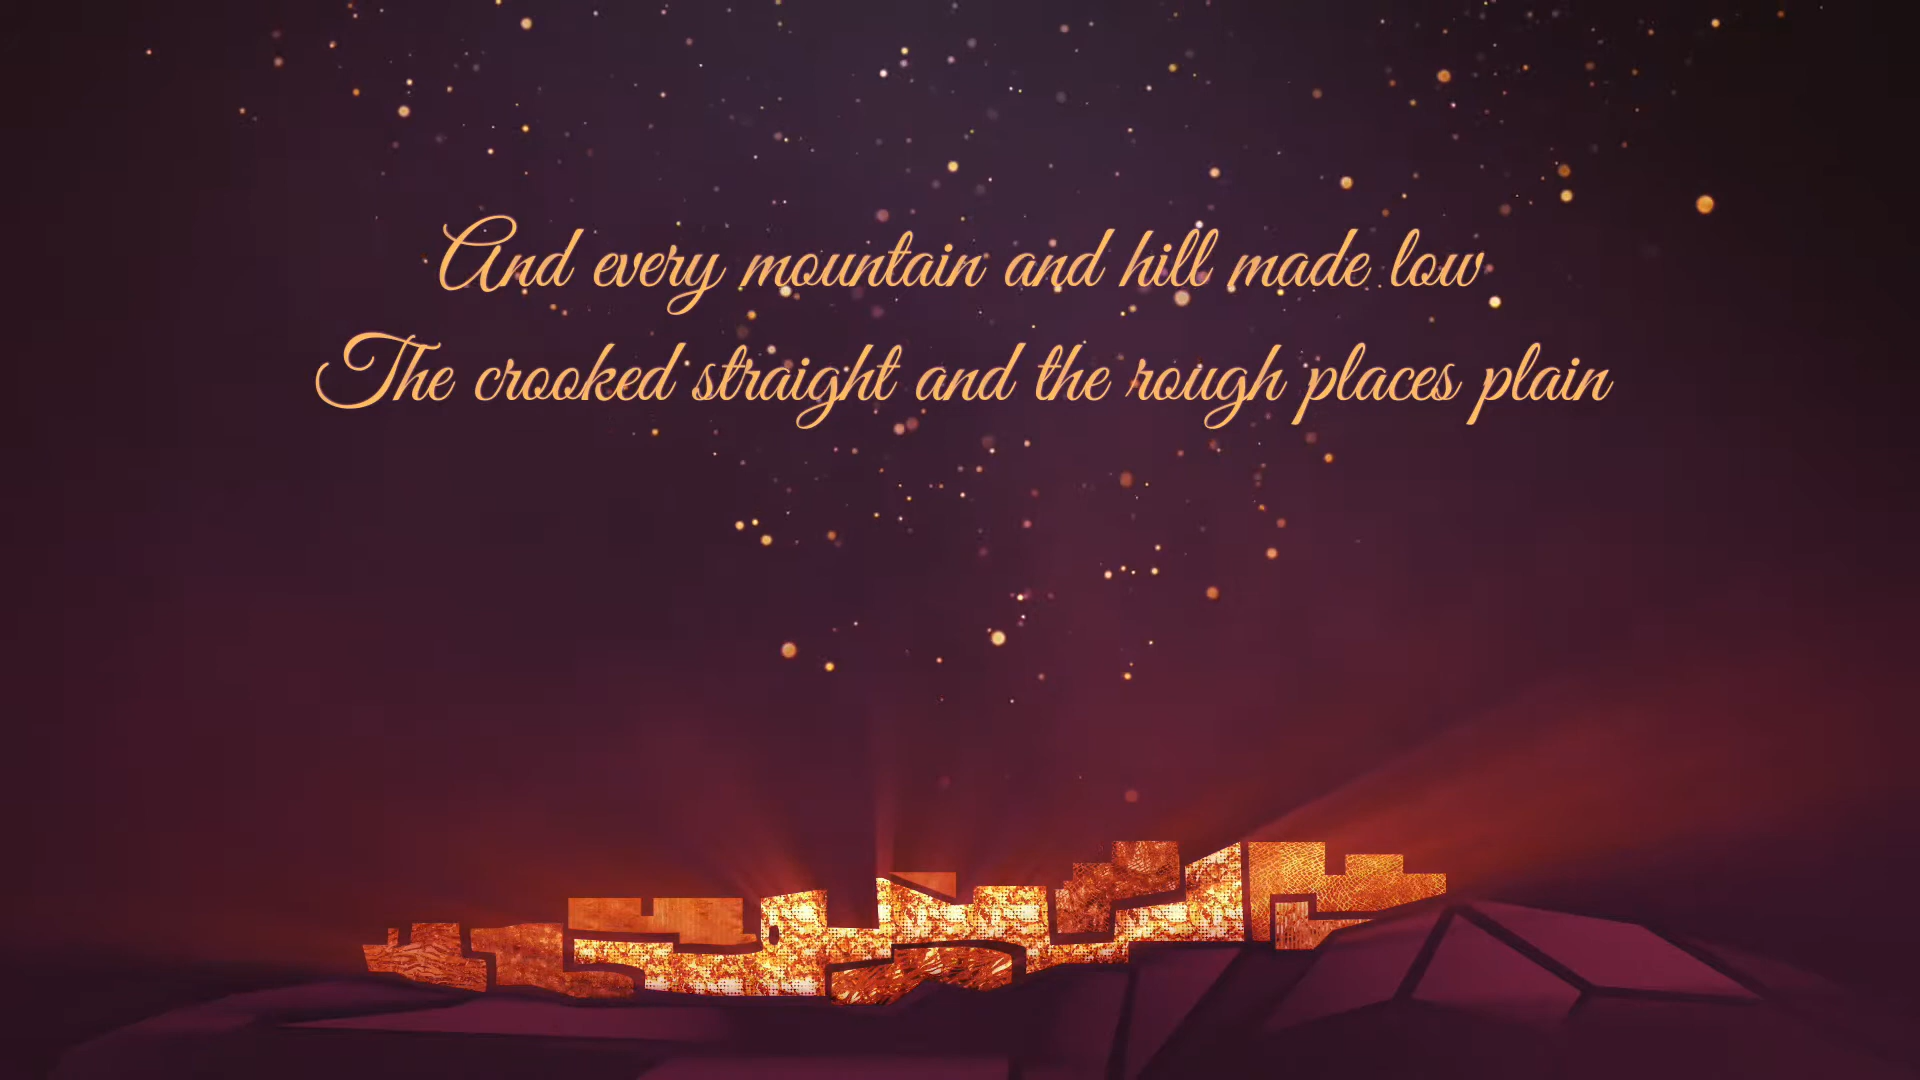 And every mountain and hill made low
The crooked straight and the rough places plain